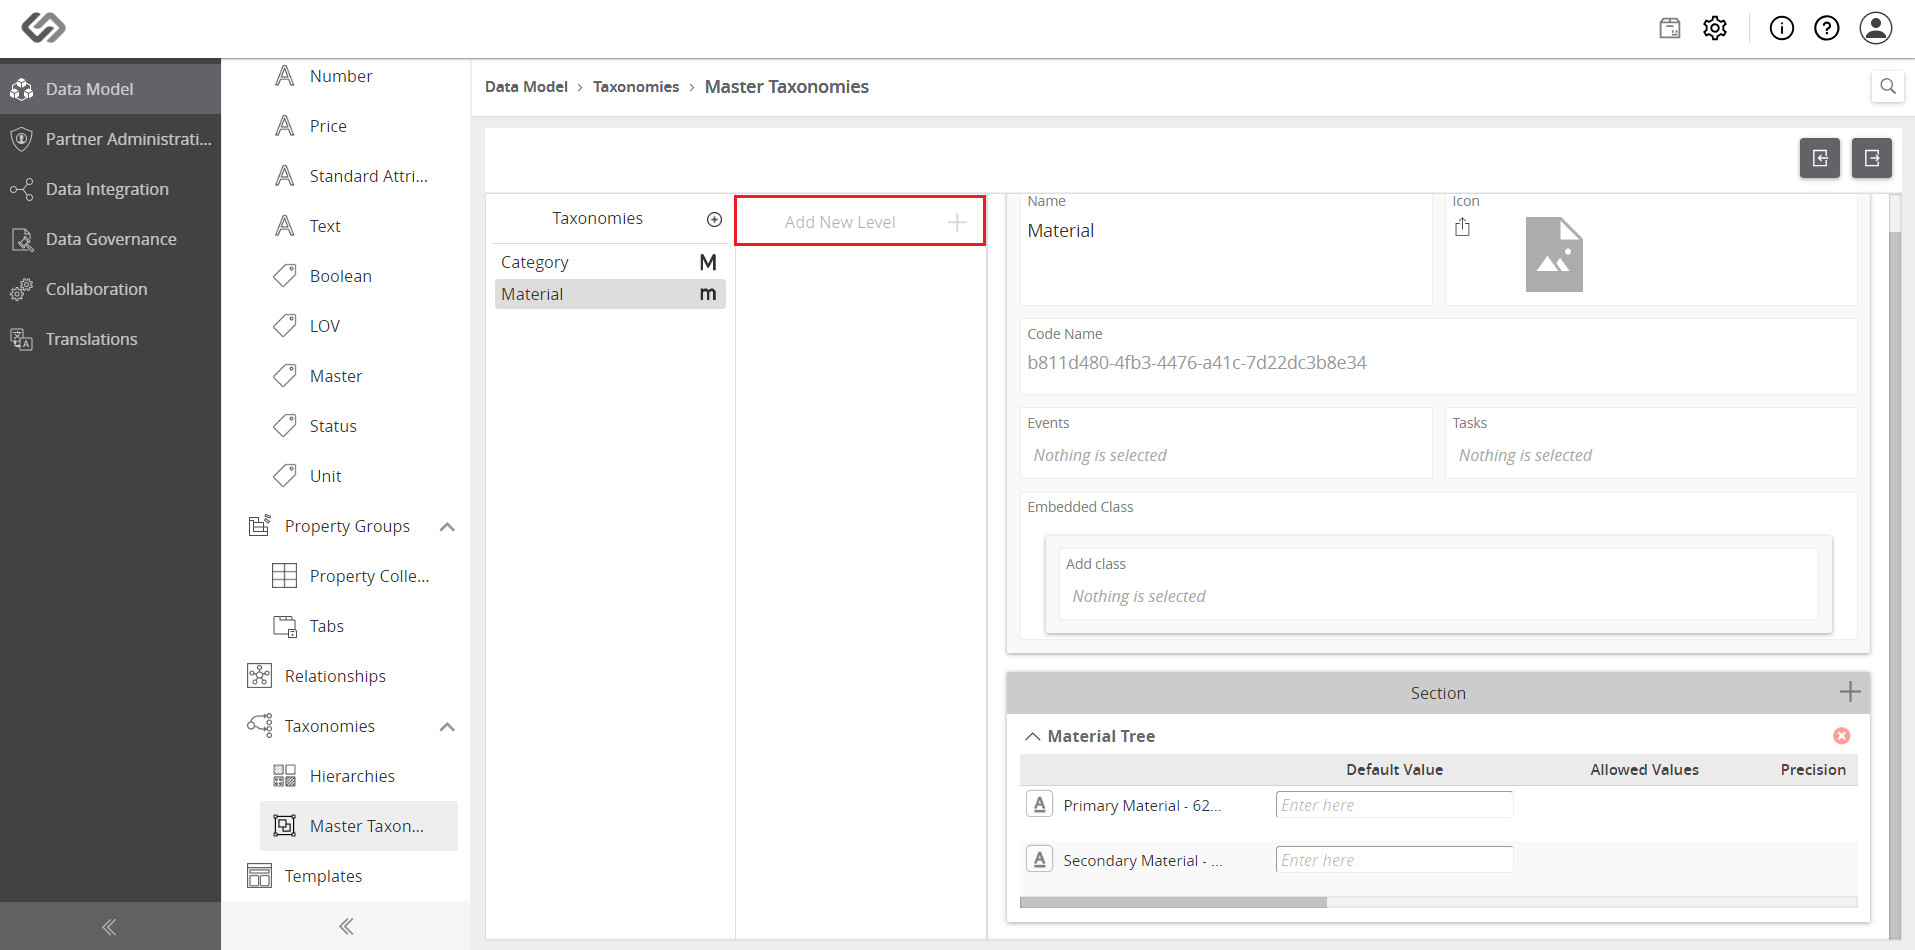 Data Model
Partner Administrati...
Data Integration
Data Governance
Collaboration
Translations
Number
Price
Standard Attri...
Text
Boolean
LOV
Master
Status
Unit
Property Groups
Property Colle...
Tabs
Relationships
Taxonomies
Hierarchies
Master Taxon...
Templates
Data Model > Taxonomies > Master Taxonomies
Taxonomies
Category M
Material m
Add New Level
Name
Material
Icon
Code Name
b811d480-4fb3-4476-a41c-7d22dc3b8e34
Events
Nothing is selected
Tasks
Nothing is selected
Embedded Class
Add class
Nothing is selected
Section
Material Tree
Default Value Allowed Values Precision
A Primary Material - 62... Enter here
A Secondary Material - ... Enter here